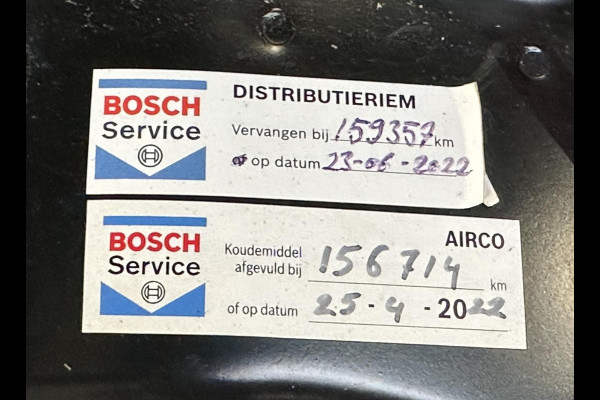 BOSCH
Service
DISTRIBUTIERIEM
Vervangen bij 159357 km
of op datum 23-06-2022
BOSCH
Service
AIRCO
Koudemiddel
afgevuld bij 156714 km
of op datum 25-4-2022